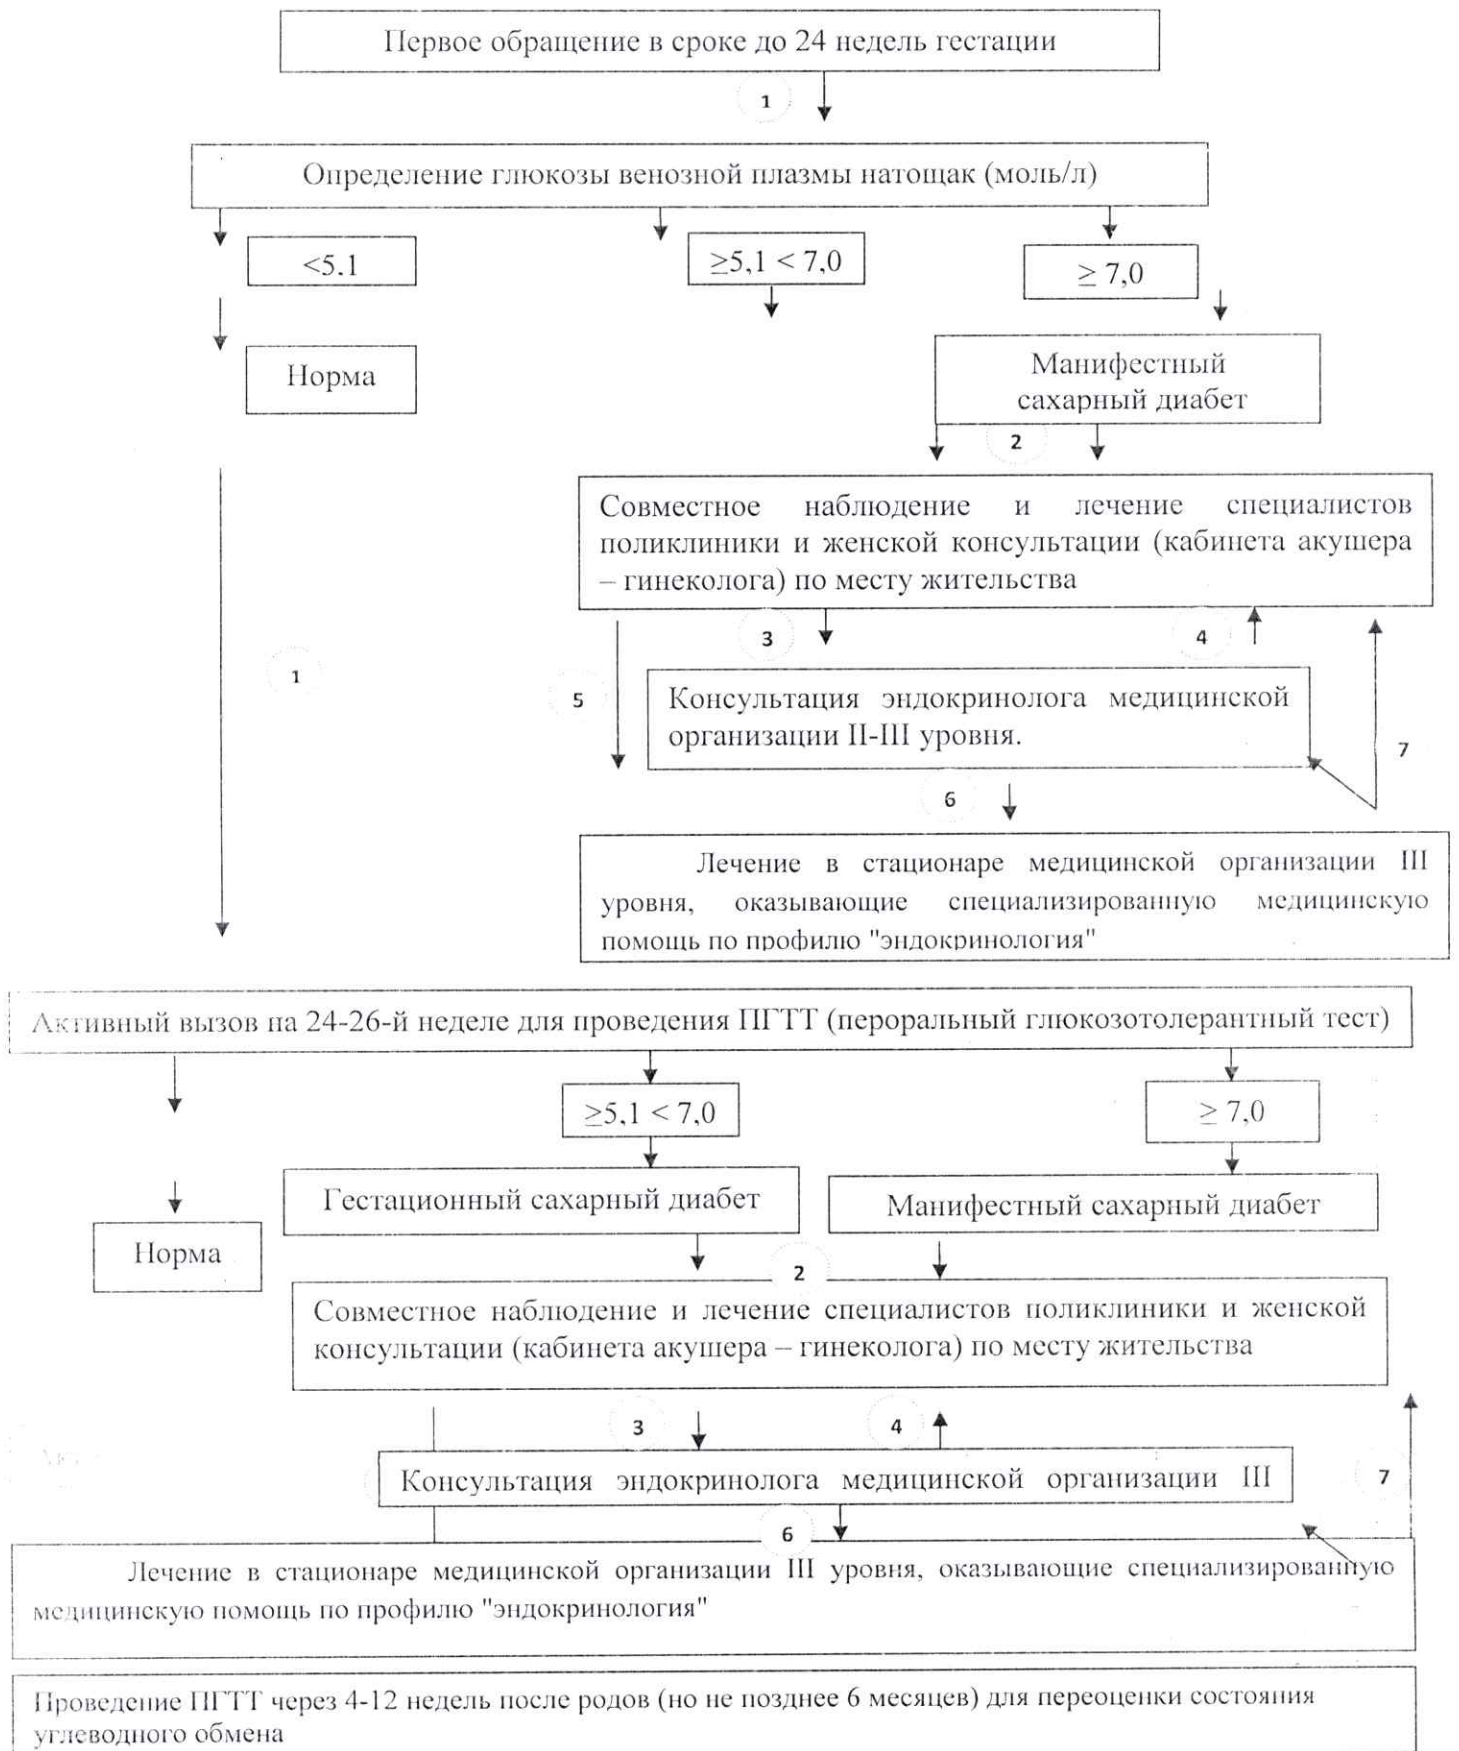 Первое обращение в сроке до 24 недель гестации
1
Определение глюкозы венозной плазмы натощак (моль/л)
<5.1
≥5,1 < 7,0
≥ 7,0
Норма
Манифестный
сахарный диабет
2
Совместное наблюдение и лечение специалистов
поликлиники и женской консультации (кабинета акушера
– гинеколога) по месту жительства
3
4
1
5
Консультация эндокринолога медицинской
организации II-III уровня.
7
6
Лечение в стационаре медицинской организации III
уровня, оказывающие специализированную медицинскую
помощь по профилю "эндокринология"
Активный вызов на 24-26-й неделе для проведения ПГТТ (пероральный глюкозотолерантный тест)
≥5,1 < 7,0
≥ 7,0
Гестационный сахарный диабет
Манифестный сахарный диабет
Норма
2
Совместное наблюдение и лечение специалистов поликлиники и женской
консультации (кабинета акушера – гинеколога) по месту жительства
3
4
Консультация эндокринолога медицинской организации III
7
6
Лечение в стационаре медицинской организации III уровня, оказывающие специализированную
медицинскую помощь по профилю "эндокринология"
Проведение ПГТТ через 4-12 недель после родов (но не позднее 6 месяцев) для переоценки состояния
углеводного обмена